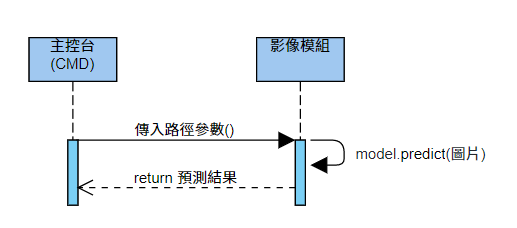 主控台
(CMD)
影像模組
傳入路徑參數()
model.predict(圖片)
return 預測結果